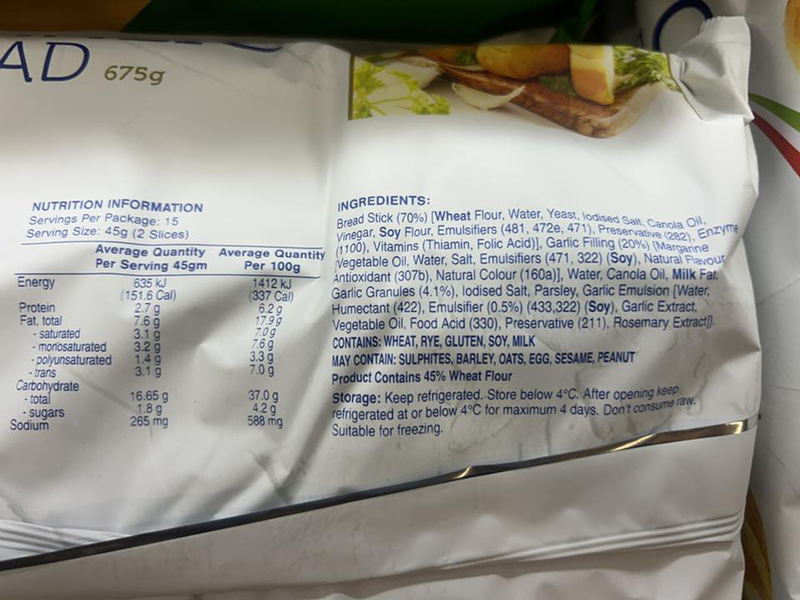 AD 675g
NUTRITION INFORMATION
Servings Per Package: 15
Serving Size: 45g (2 Slices)
Average Quantity Per Serving 45gm Average Quantity Per 100g
Energy 635 kJ 1412 kJ
(151.6 Cal) (337 Cal)
Protein 2.7 g 6.2 g
Fat, total 7.6 g 17.9 g
- saturated 3.1 g 7.0 g
- monosaturated 3.2 g 7.6 g
- polyunsaturated 1.4 g 3.3 g
- trans 3.1 g 7.0 g
Carbohydrate
- total 16.65 g 37.0 g
- sugars 1.8 g 4.2 g
Sodium 265 mg 588 mg
INGREDIENTS:
Bread Stick (70%) [Wheat Flour, Water, Yeast, Iodised Salt, Canola Oil,
Vinegar, Soy Flour, Emulsifiers (481, 472e, 471), Preservative (282), Enzyme
(1100), Vitamins (Thiamin, Folic Acid)], Garlic Filling (20%) [Margarine
Vegetable Oil, Water, Salt, Emulsifiers (471, 322) (Soy), Natural Flavour
Antioxidant (307b), Natural Colour (160a)], Water, Canola Oil, Milk Fat,
Garlic Granules (4.1%), Iodised Salt, Parsley, Garlic Emulsion [Water,
Humectant (422), Emulsifier (0.5%) (433,322) (Soy), Garlic Extract,
Vegetable Oil, Food Acid (330), Preservative (211), Rosemary Extract]).
CONTAINS: WHEAT, RYE, GLUTEN, SOY, MILK
MAY CONTAIN: SULPHITES, BARLEY, OATS, EGG, SESAME, PEANUT
Product Contains 45% Wheat Flour
Storage: Keep refrigerated. Store below 4°C. After opening keep
refrigerated at or below 4°C for maximum 4 days. Don't consume raw.
Suitable for freezing.